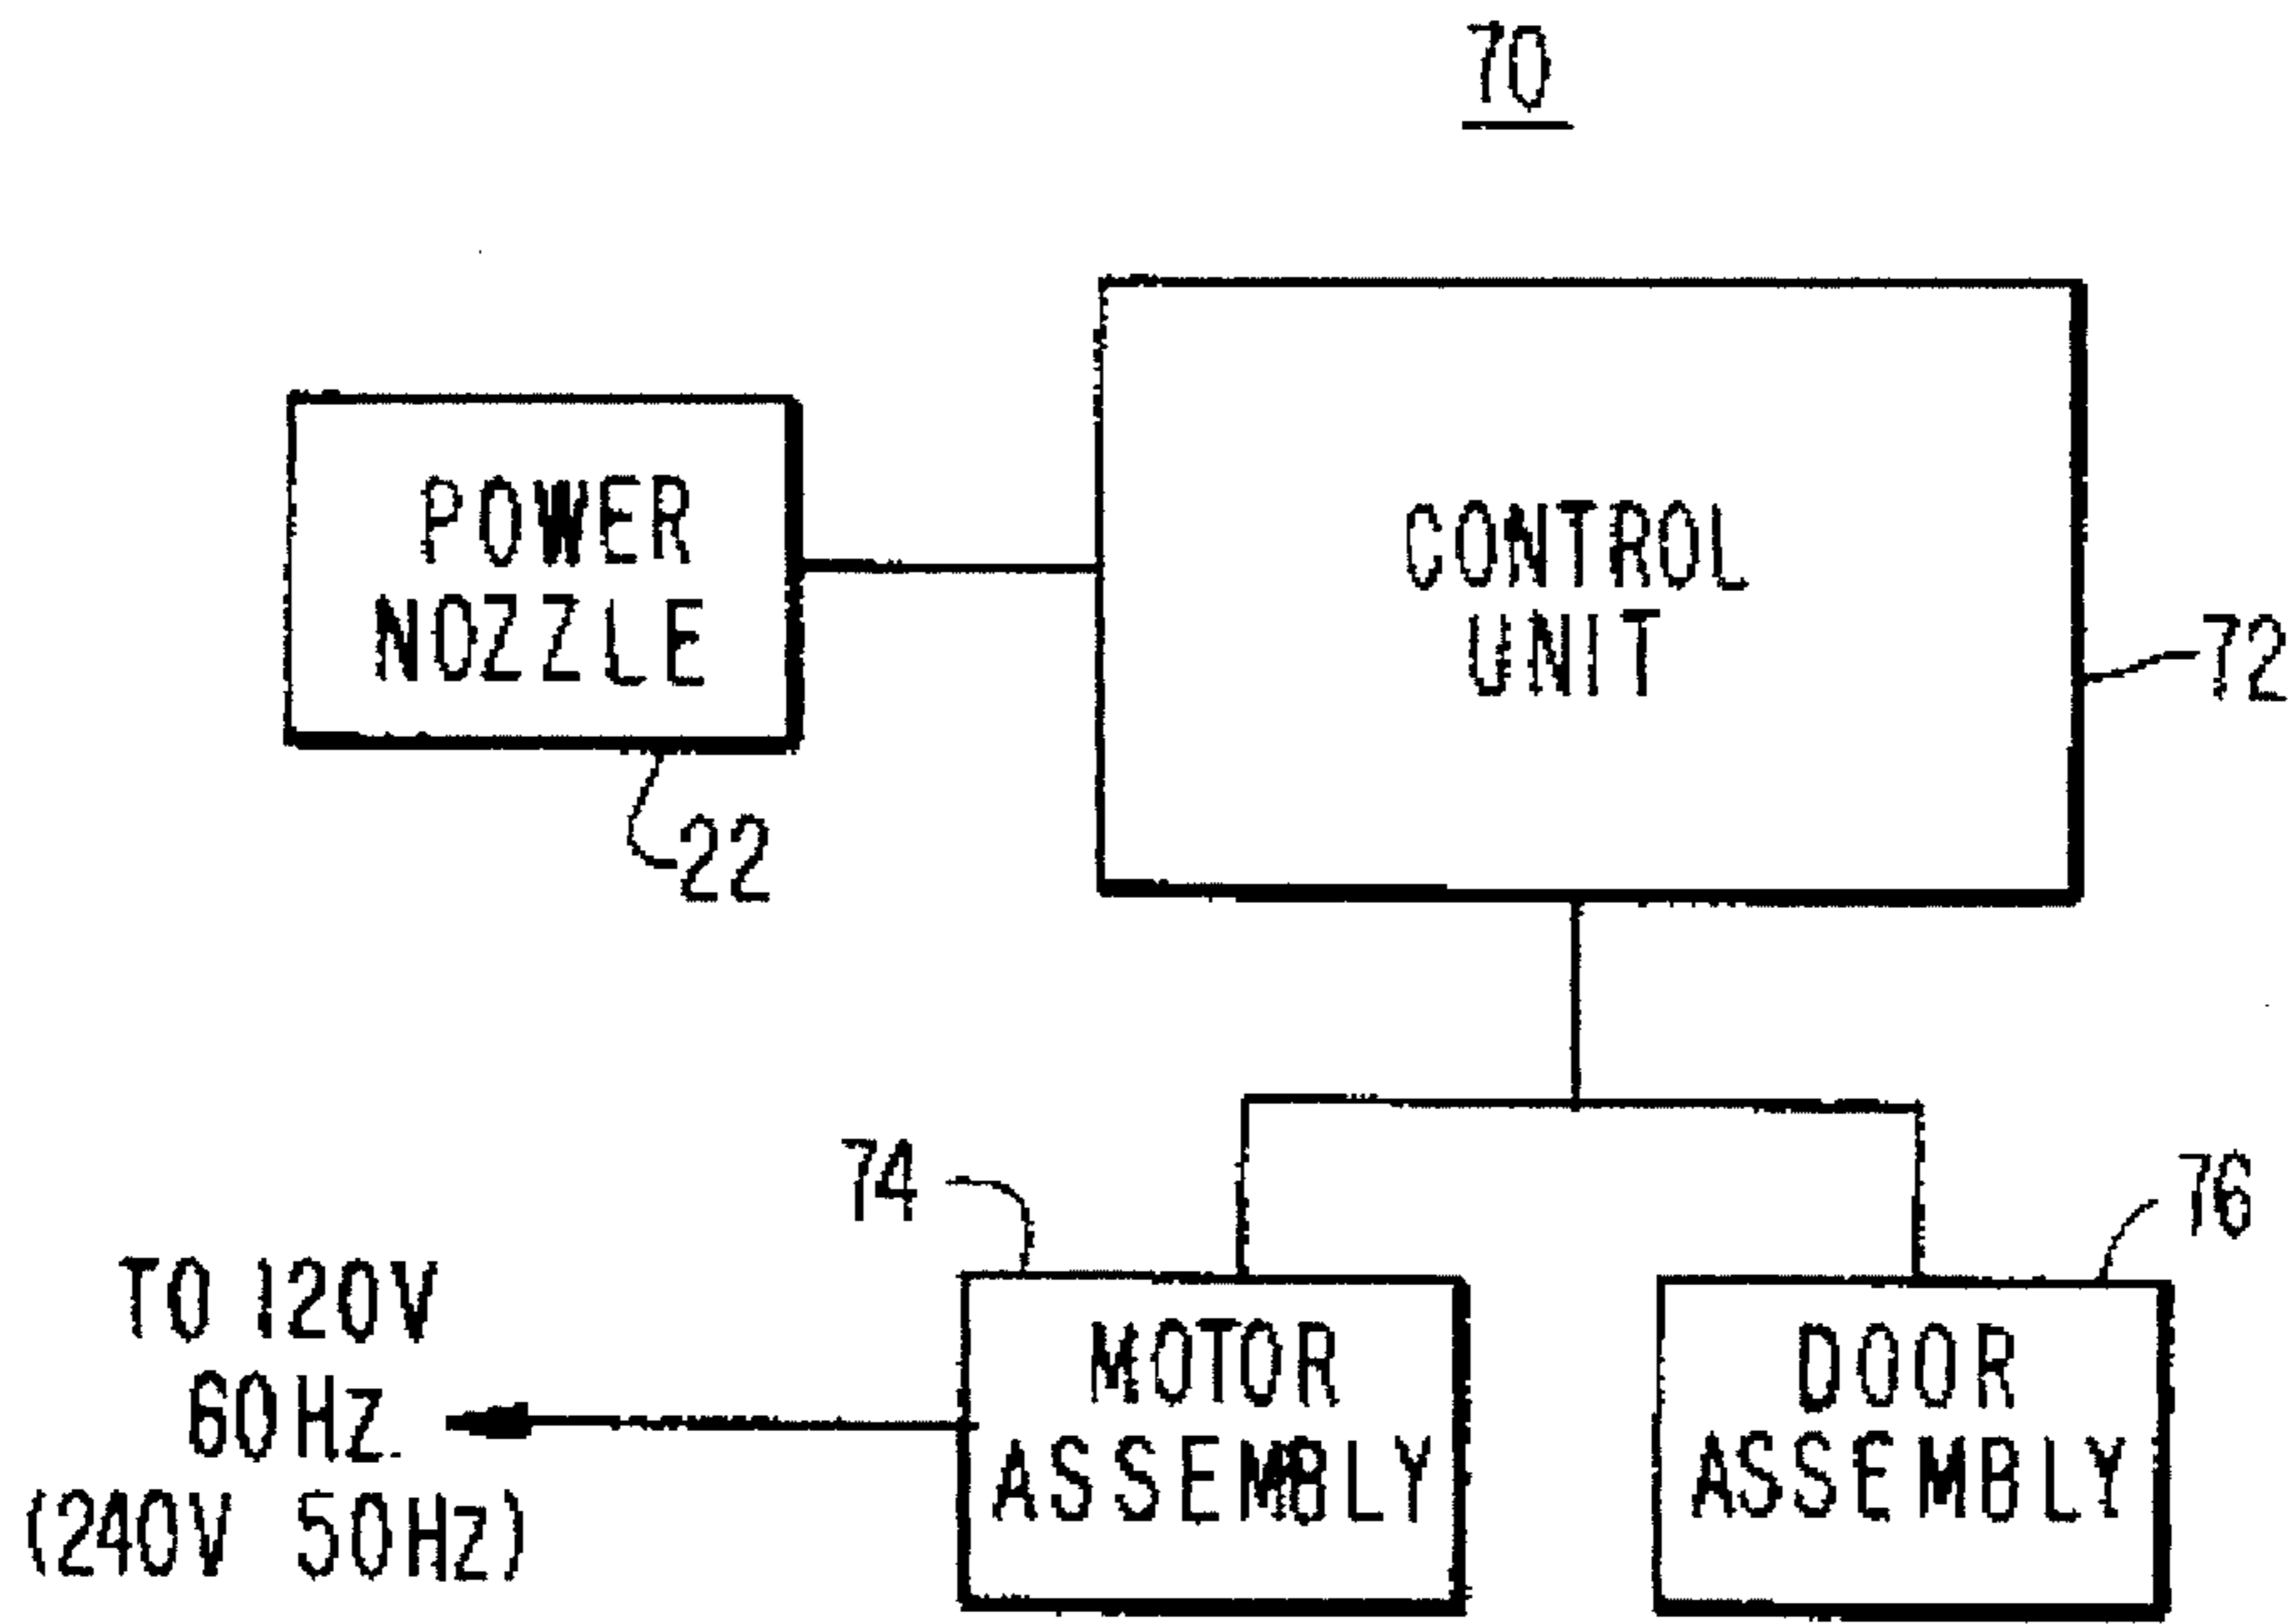 70
POWER
NOZZLE
22
CONTROL
UNIT
72
74
76
TO 120V
60Hz.
(240V 50Hz)
MOTOR
ASSEMBLY
DOOR
ASSEMBLY